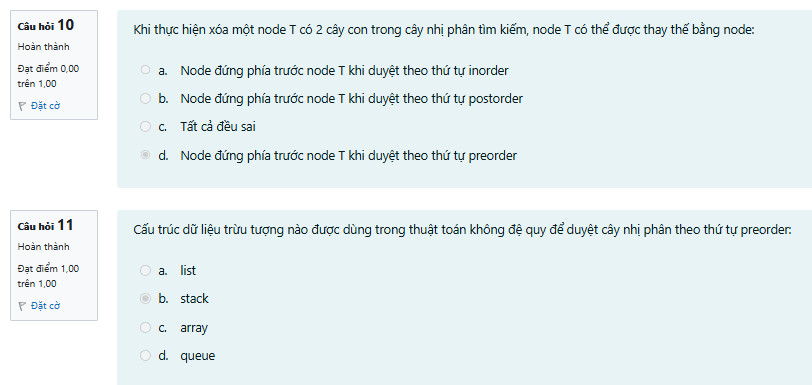 Câu hỏi 10
Hoàn thành
Đạt điểm 0,00
trên 1,00
Đặt cờ
Khi thực hiện xóa một node T có 2 cây con trong cây nhị phân tìm kiếm, node T có thể được thay thế bằng node:
a. Node đứng phía trước node T khi duyệt theo thứ tự inorder
b. Node đứng phía trước node T khi duyệt theo thứ tự postorder
c. Tất cả đều sai
d. Node đứng phía trước node T khi duyệt theo thứ tự preorder
Câu hỏi 11
Hoàn thành
Đạt điểm 1,00
trên 1,00
Đặt cờ
Cấu trúc dữ liệu trừu tượng nào được dùng trong thuật toán không đệ quy để duyệt cây nhị phân theo thứ tự preorder:
a. list
b. stack
c. array
d. queue